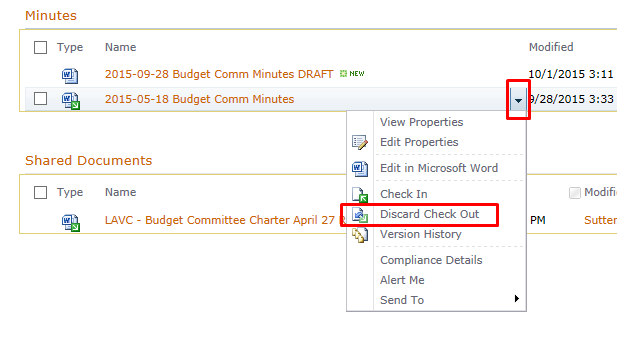 Minutes
Type Name Modified
2015-09-28 Budget Comm Minutes DRAFT NEW 10/1/2015 3:11
2015-05-18 Budget Comm Minutes 9/28/2015 3:33
View Properties
Edit Properties
Shared Documents
Edit in Microsoft Word
Type Name Modifi
Check In
LAVC - Budget Committee Charter April 27 PM Sutter
Discard Check Out
Version History
Compliance Details
Alert Me
Send To